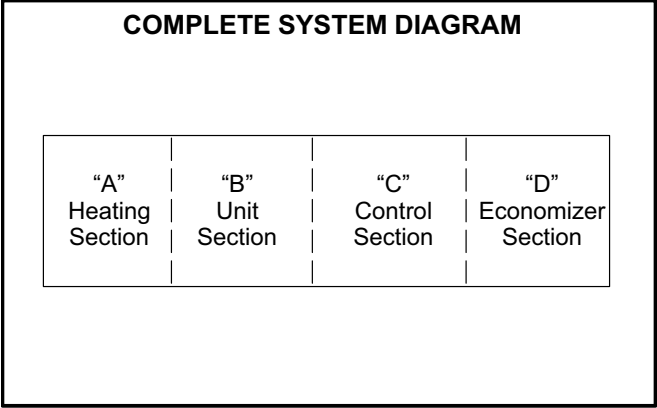 COMPLETE SYSTEM DIAGRAM
“A”
Heating
Section
“B”
Unit
Section
“C”
Control
Section
“D”
Economizer
Section